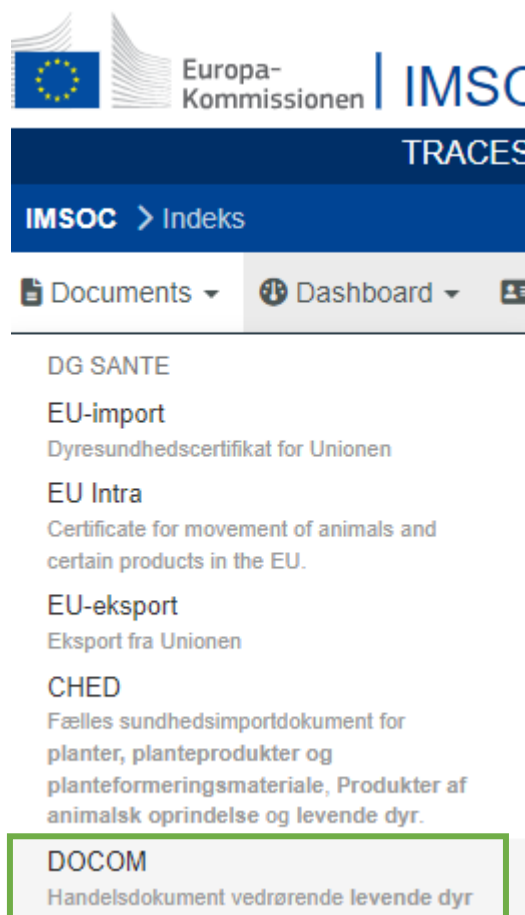 Europa-
Kommissionen
IMSOC
TRACES
IMSOC > Indeks
Documents
Dashboard
DG SANTE
EU-import
Dyresundhedscertifikat for Unionen
EU Intra
Certificate for movement of animals and
certain products in the EU.
EU-eksport
Eksport fra Unionen
CHED
Fælles sundhedsimportdokument for
planter, planteprodukter og
planteformeringsmateriale, Produkter af
animalsk oprindelse og levende dyr.
DOCOM
Handelsdokument vedrørende levende dyr